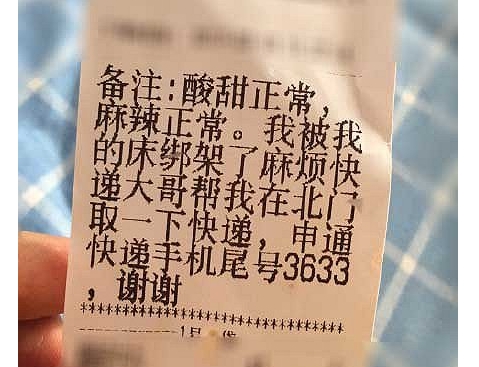 备注:酸甜正常，
麻辣正常。我被我
的床绑架了麻烦快
递大哥帮我在北门
取一下快递，申通
快递手机尾号3633
，谢谢
********************************
1号